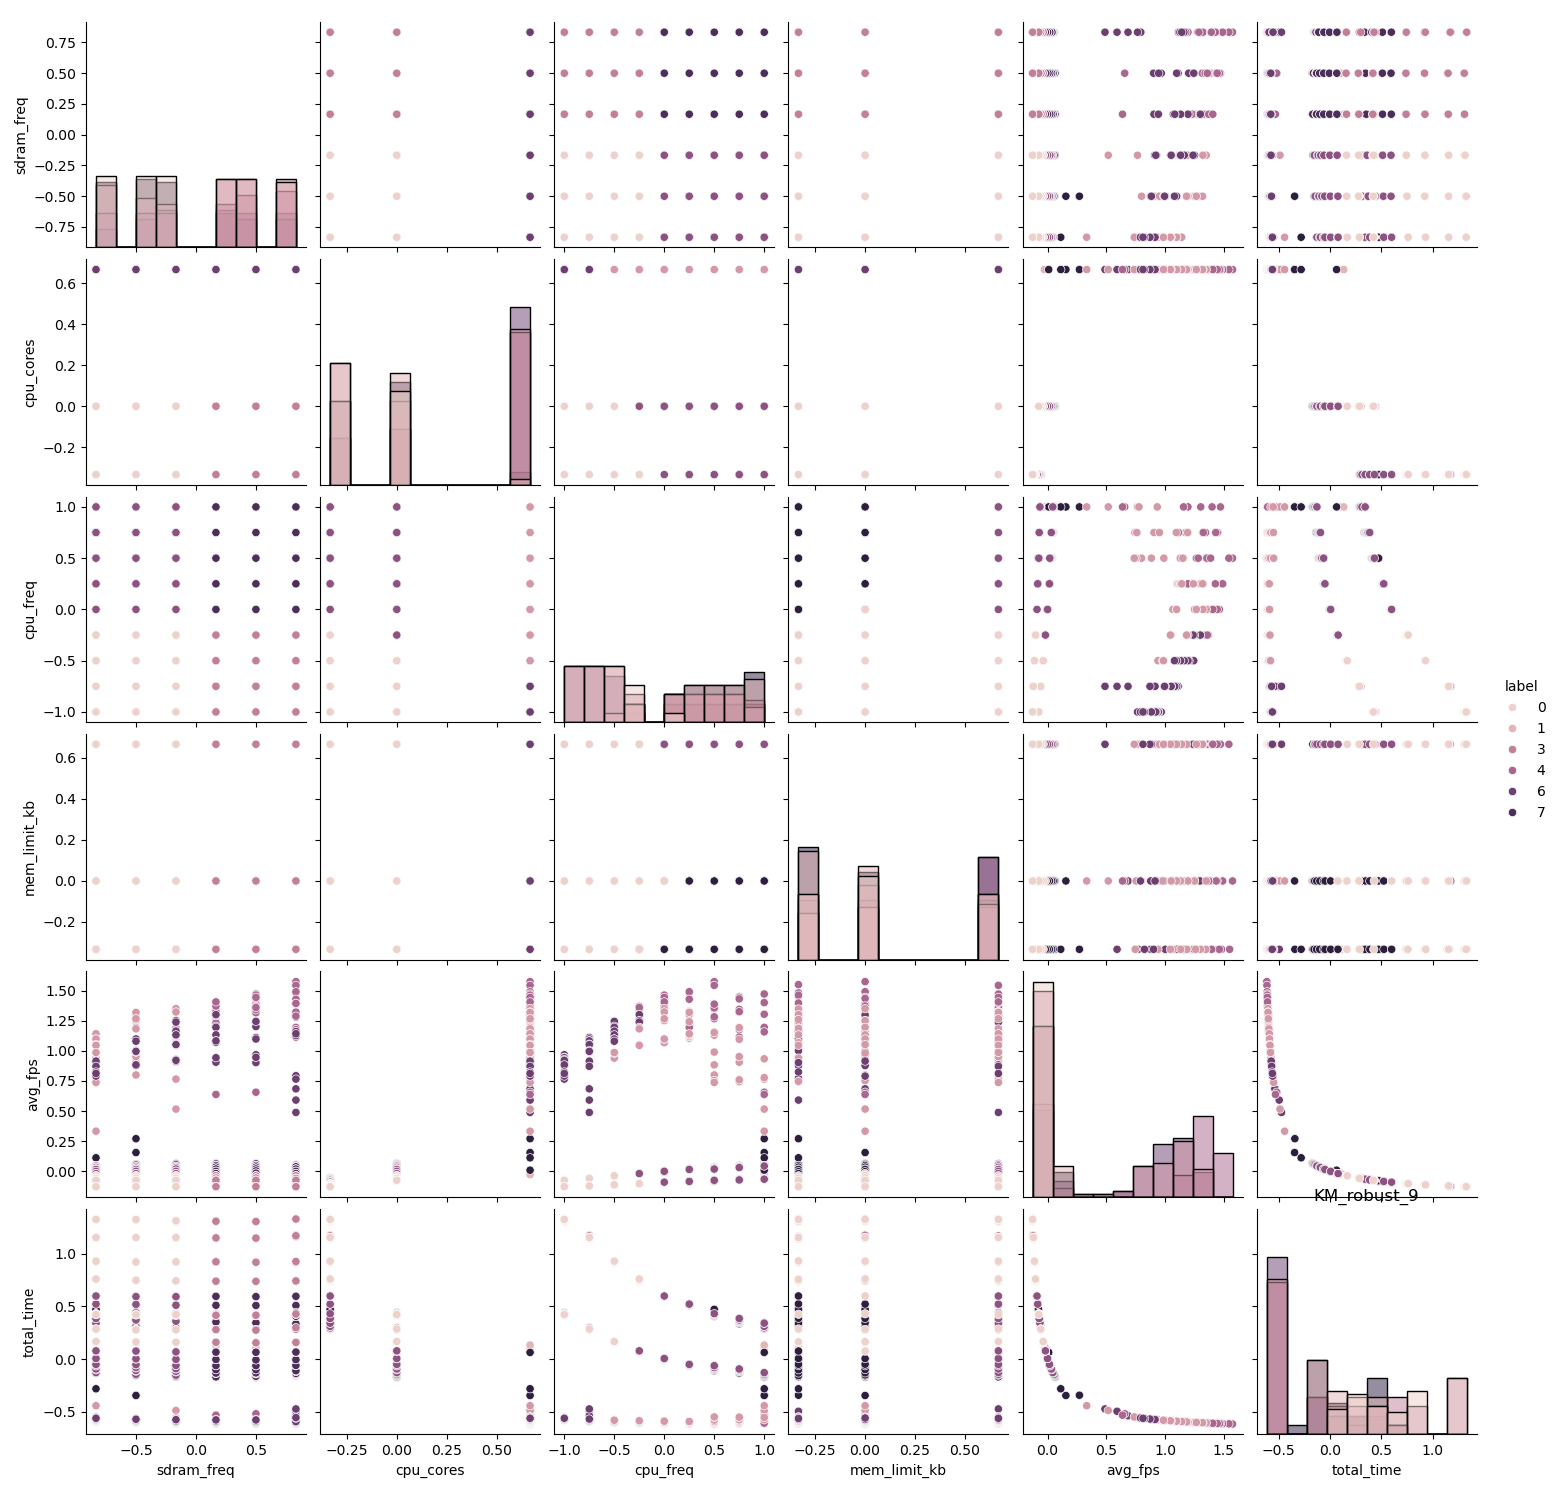 0.75
0.50
0.25
0.00
−0.25
−0.50
−0.75
sdram_freq
0.6
0.4
0.2
0.0
−0.2
cpu_cores
1.0
0.5
0.0
−0.5
−1.0
cpu_freq
label
0
1
3
4
6
7
0.6
0.4
0.2
0.0
−0.2
mem_limit_kb
1.50
1.25
1.00
0.75
0.50
0.25
0.00
avg_fps
KM_robust_9
1.0
0.5
0.0
−0.5
total_time
−0.5 0.0 0.5
sdram_freq
−0.25 0.00 0.25 0.50
cpu_cores
−1.0 −0.5 0.0 0.5 1.0
cpu_freq
−0.25 0.00 0.25 0.50
mem_limit_kb
0.0 0.5 1.0 1.5
avg_fps
−0.5 0.0 0.5 1.0
total_time